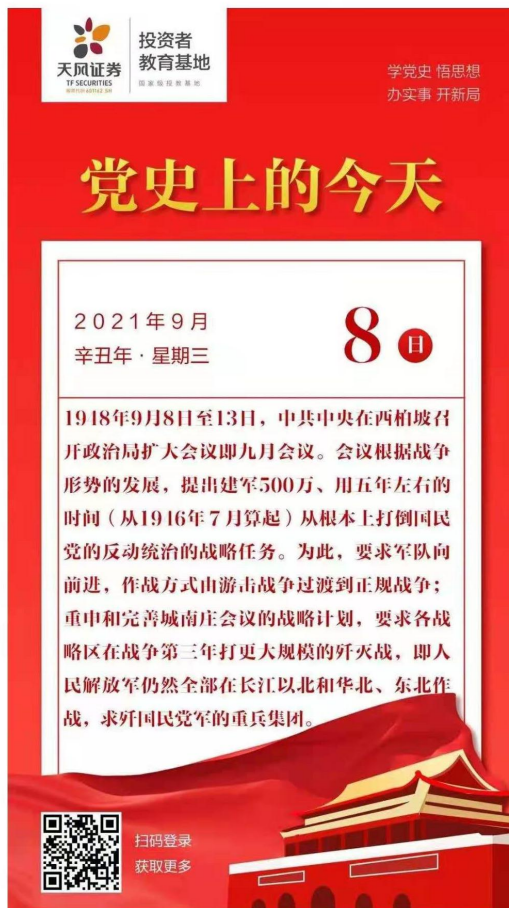 天风证券
TF SECURITIES
投资者
教育基地
国家级投教基地
学党史 悟思想
办实事 开新局
党史上的今天
2021年9月
辛丑年·星期三
8日
1948年9月8日至13日，中共中央在西柏坡召
开政治局扩大会议即九月会议。会议根据战争
形势的发展，提出建军500万、用五年左右的
时间（从1946年7月算起）从根本上打倒国民
党的反动统治的战略任务。为此，要求军队向
前进，作战方式由游击战争过渡到正规战争；
重申和完善城南庄会议的战略计划，要求各战
略区在战争第三年打更大规模的歼灭战，即人
民解放军仍然全部在长江以北和华北、东北作
战，求歼国民党军的重兵集团。
扫码登录
获取更多